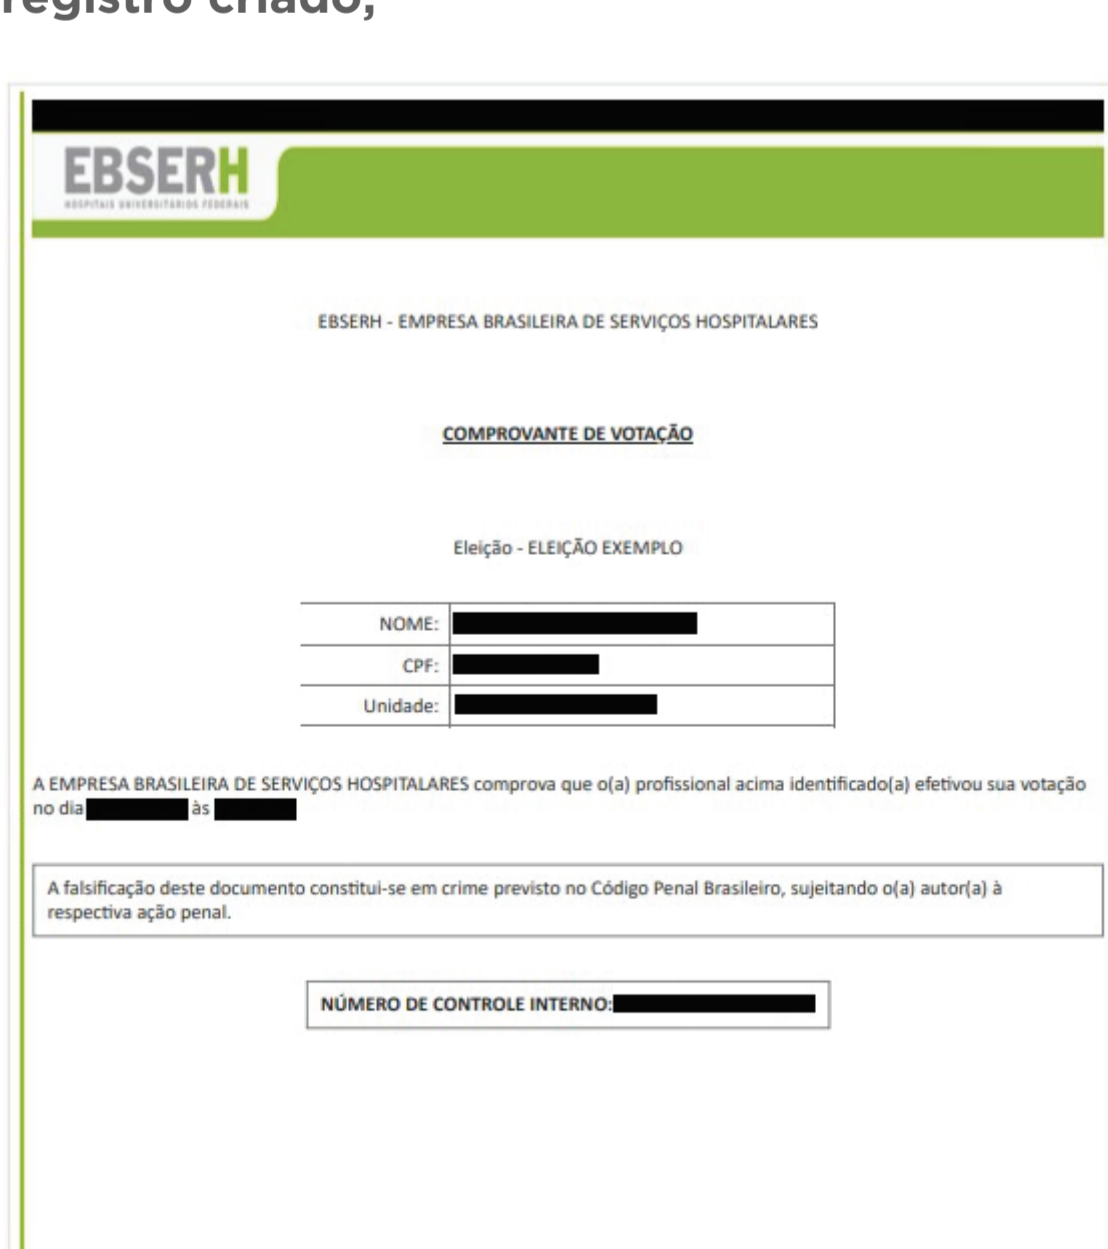 registro criado,
EBSERH
HOSPITAIS UNIVERSITÁRIOS FEDERAIS
EBSERH - EMPRESA BRASILEIRA DE SERVIÇOS HOSPITALARES
COMPROVANTE DE VOTAÇÃO
Eleição - ELEIÇÃO EXEMPLO
NOME:
CPF:
Unidade:
A EMPRESA BRASILEIRA DE SERVIÇOS HOSPITALARES comprova que o(a) profissional acima identificado(a) efetivou sua votação
no dia às
A falsificação deste documento constitui-se em crime previsto no Código Penal Brasileiro, sujeitando o(a) autor(a) à
respectiva ação penal.
NÚMERO DE CONTROLE INTERNO: